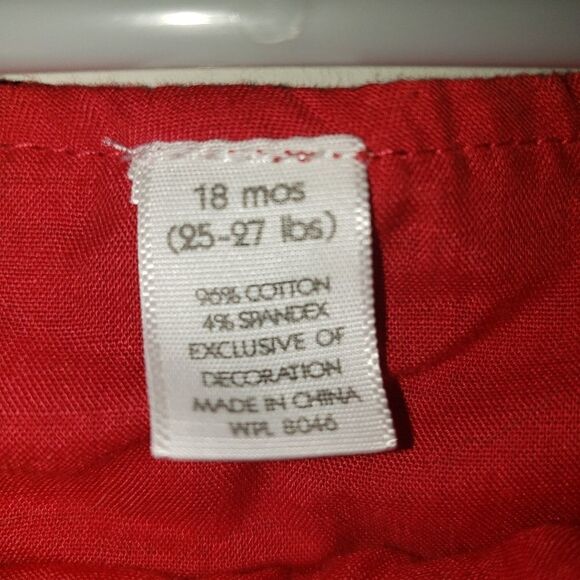 18 mos
(25-27 lbs)
96% COTTON
4% SPANDEX
EXCLUSIVE OF
DECORATION
MADE IN CHINA
WPL 8046